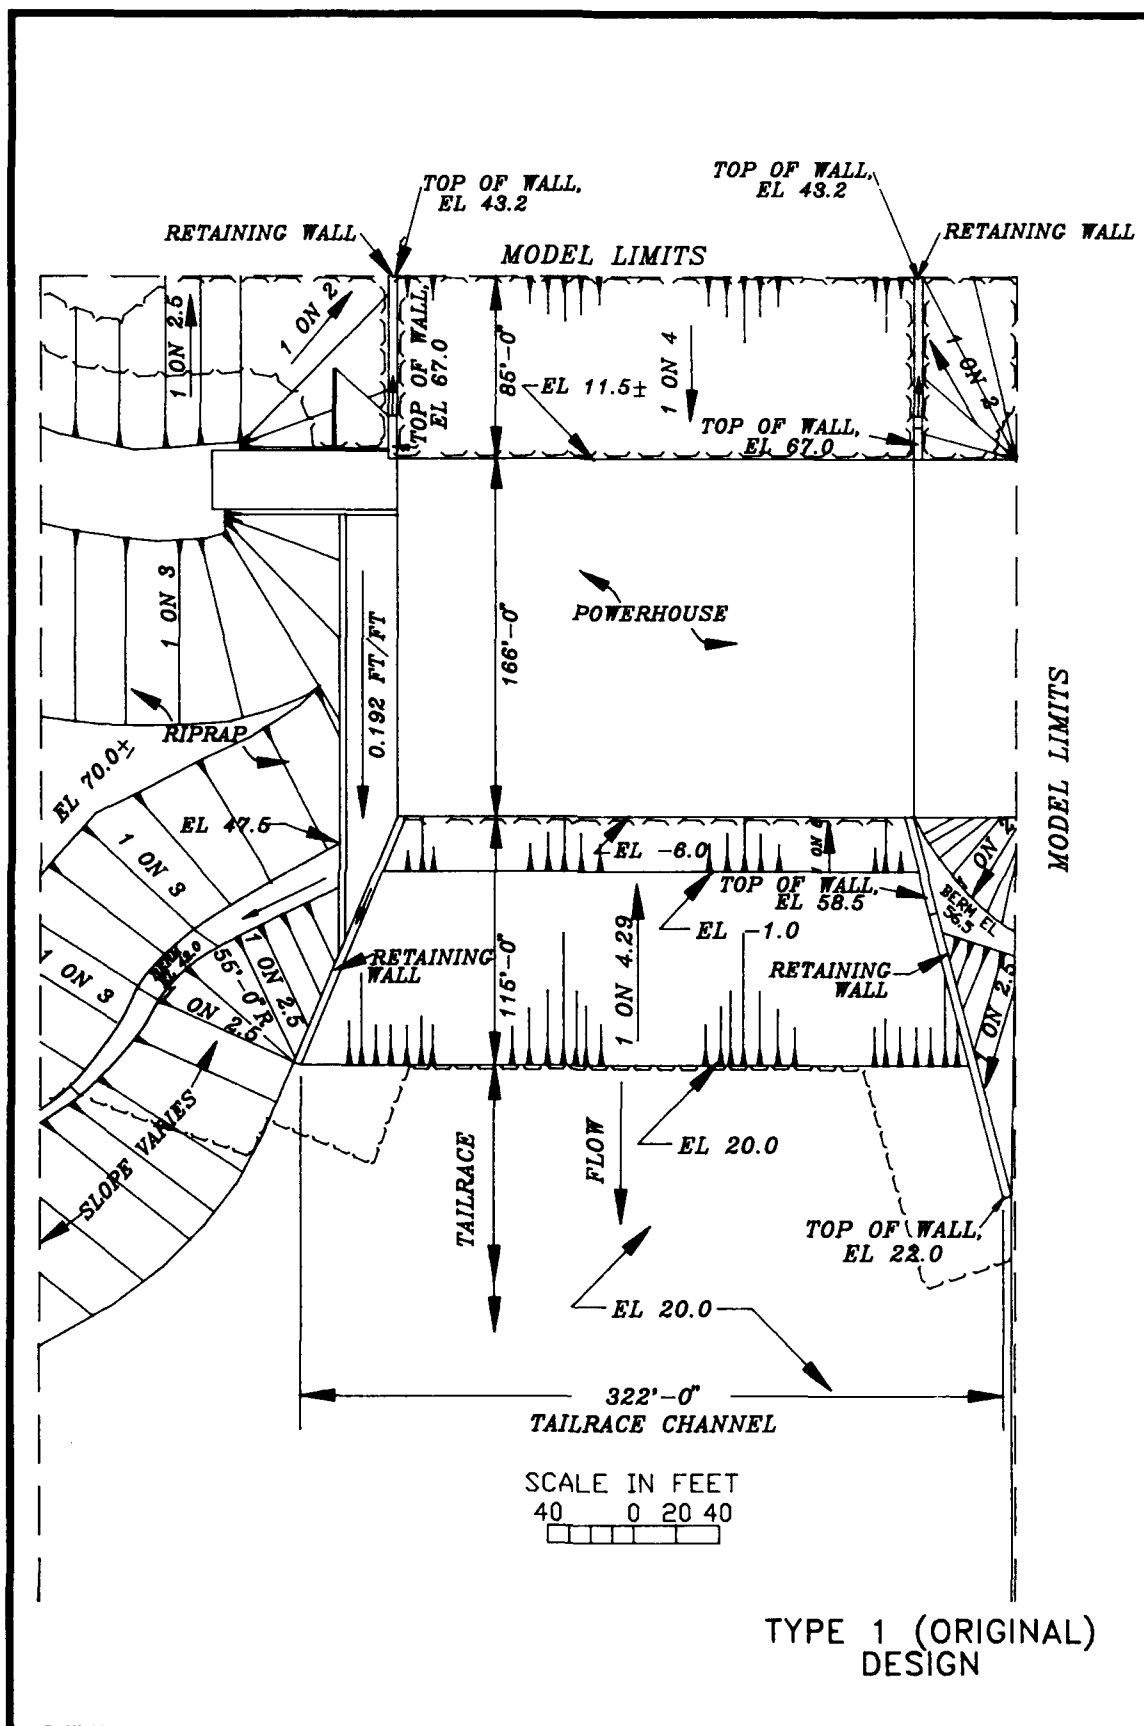 TOP OF WALL,
EL 43.2
TOP OF WALL,
EL 43.2
RETAINING WALL
MODEL LIMITS
RETAINING WALL
1 ON 2.5
1 ON 2
TOP OF WALL,
EL 67.0
85'-0"
EL 11.5±
1 ON 4
1 ON 2
TOP OF WALL,
EL 67.0
1 ON 3
0.192 FT/FT
166'-0"
POWERHOUSE
MODEL LIMITS
RIPRAP
EL 70.0±
EL 47.5
1 ON 3
EL -6.0
1 ON 2
TOP OF WALL,
EL 58.5
BERM EL
56.5
EL -1.0
1 ON 3
55'-0" R.
1 ON 2.5
1 ON 2.5
RETAINING
WALL
115'-0"
1 ON 4.29
RETAINING
WALL
1 ON 2.5
SLOPE VARIES
TAILRACE
FLOW
EL 20.0
TOP OF WALL,
EL 22.0
EL 20.0
322'-0"
TAILRACE CHANNEL
SCALE IN FEET
40 0 20 40
TYPE 1 (ORIGINAL)
DESIGN